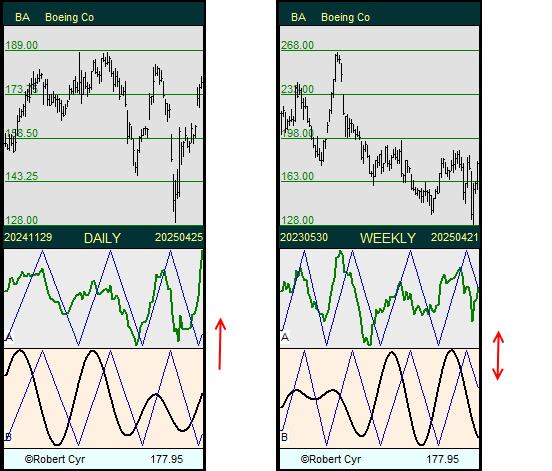 BA Boeing Co
189.00
173.75
158.50
143.25
128.00
20241129 DAILY 20250425
A
B
©Robert Cyr 177.95
BA Boeing Co
268.00
233.00
198.00
163.00
128.00
20230530 WEEKLY 20250421
A
B
©Robert Cyr 177.95